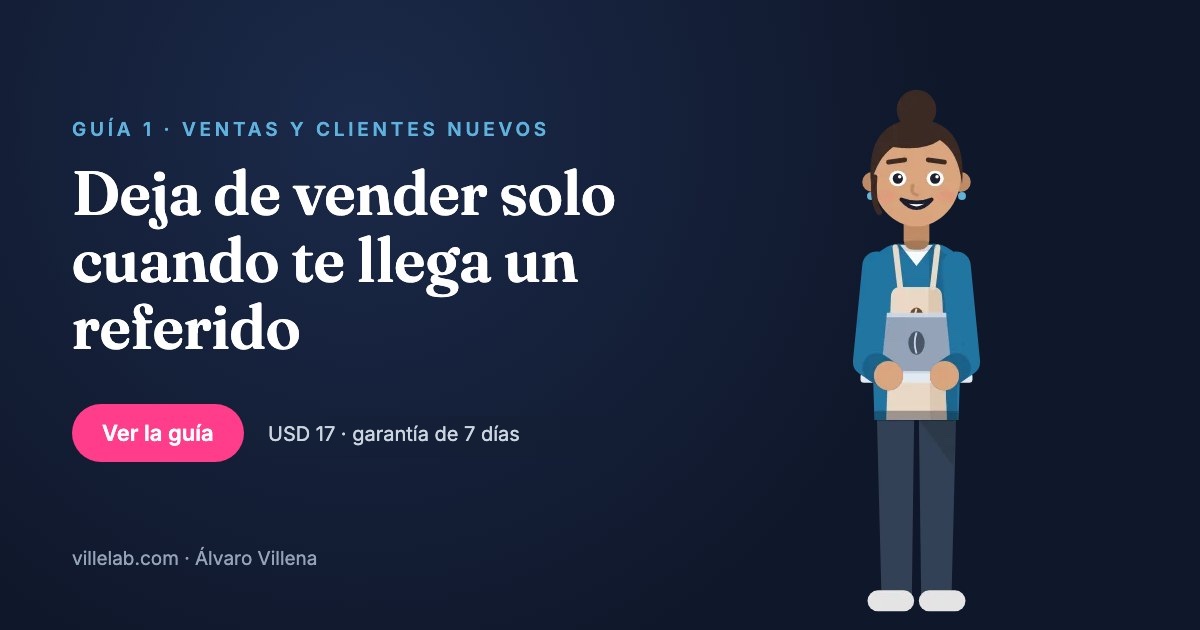 GUÍA 1 · VENTAS Y CLIENTES NUEVOS
Deja de vender solo
cuando te llega un
referido
Ver la guía
USD 17 · garantía de 7 días
villelab.com · Álvaro Villena